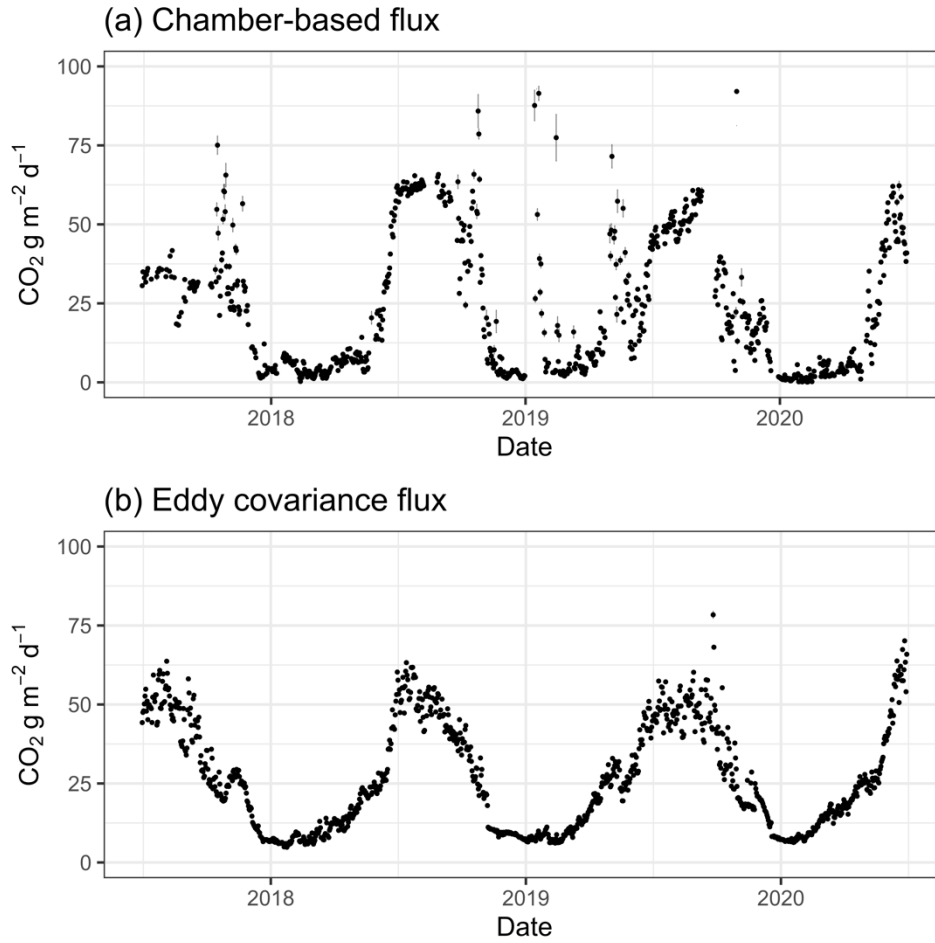 (a) Chamber-based flux
100
75
50
25
0
CO₂ g m⁻² d⁻¹
2018 2019 2020
Date
(b) Eddy covariance flux
100
75
50
25
0
CO₂ g m⁻² d⁻¹
2018 2019 2020
Date